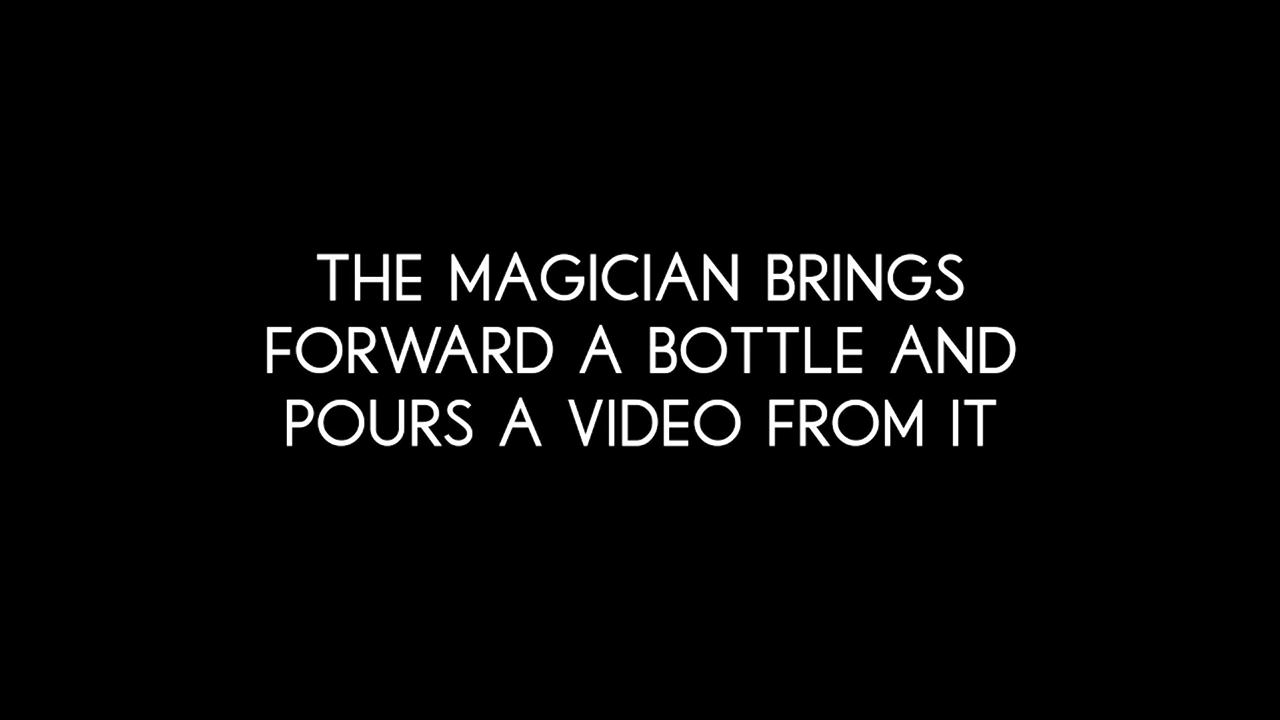 THE MAGICIAN BRINGS
FORWARD A BOTTLE AND
POURS A VIDEO FROM IT